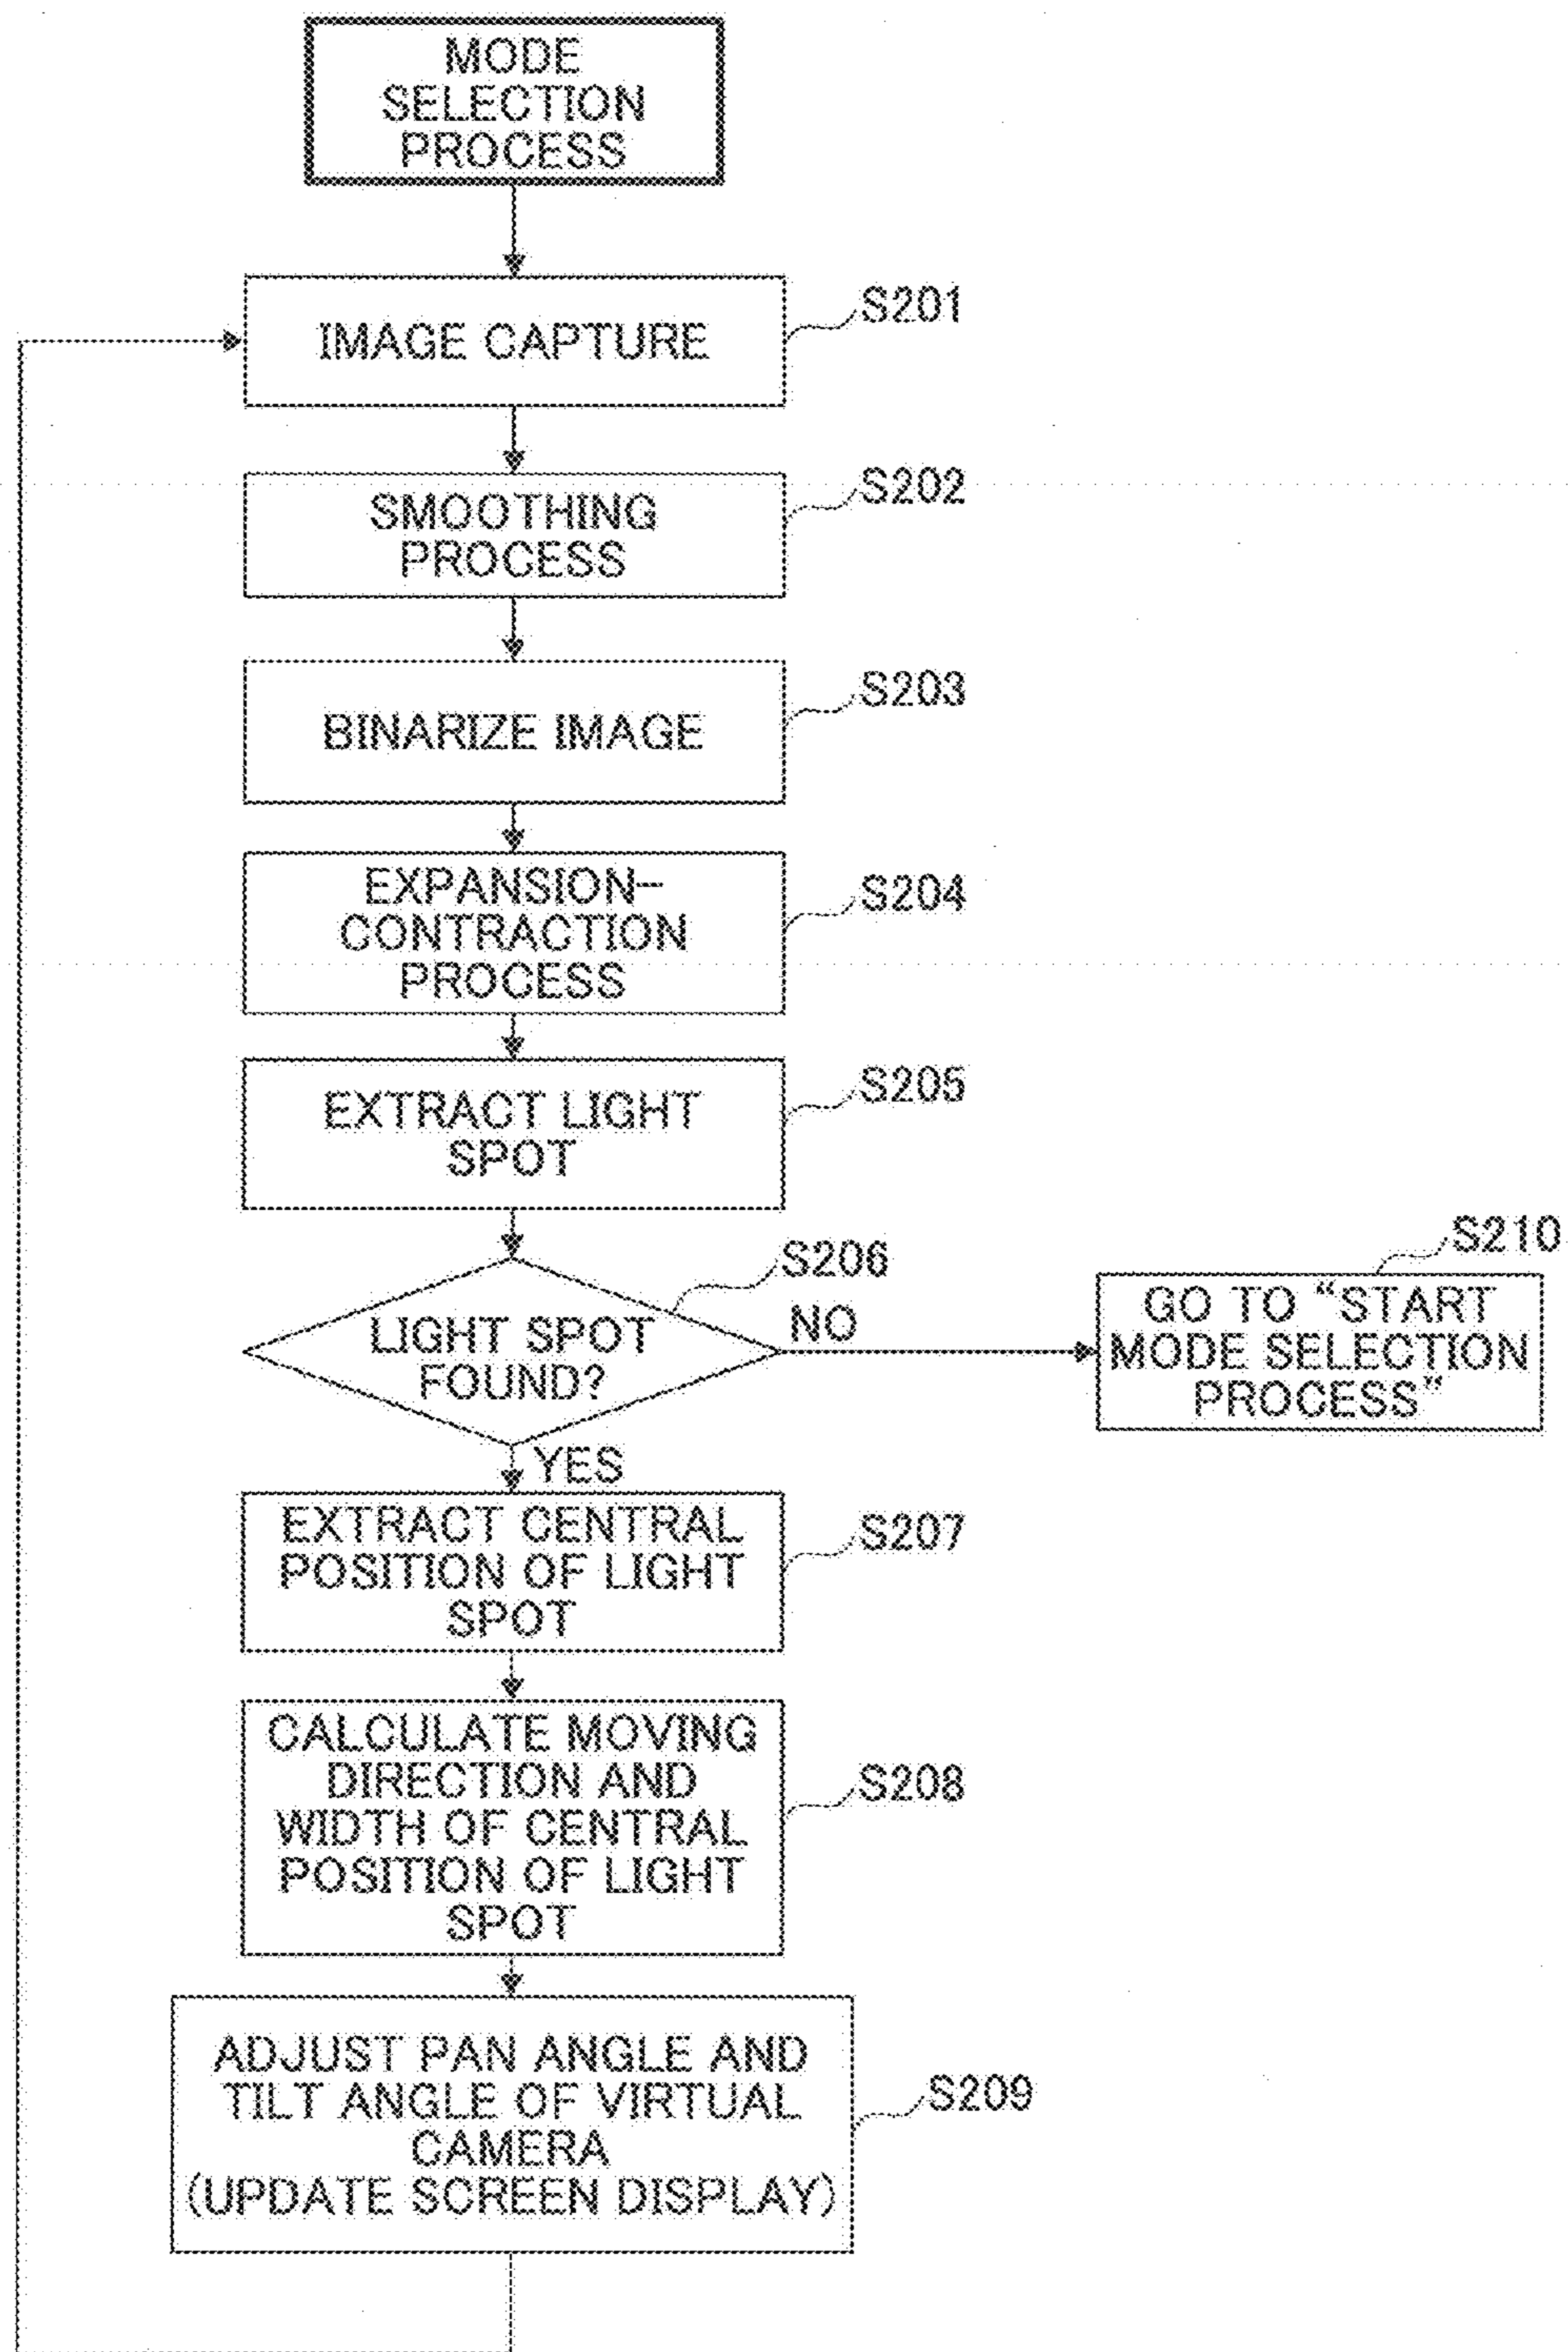 MODE
SELECTION
PROCESS
S201
IMAGE CAPTURE
S202
SMOOTHING
PROCESS
S203
BINARIZE IMAGE
S204
EXPANSION-
CONTRACTION
PROCESS
S205
EXTRACT LIGHT
SPOT
S206
LIGHT SPOT
FOUND?
NO
S210
GO TO “START
MODE SELECTION
PROCESS”
YES
S207
EXTRACT CENTRAL
POSITION OF LIGHT
SPOT
S208
CALCULATE MOVING
DIRECTION AND
WIDTH OF CENTRAL
POSITION OF LIGHT
SPOT
S209
ADJUST PAN ANGLE AND
TILT ANGLE OF VIRTUAL
CAMERA
(UPDATE SCREEN DISPLAY)